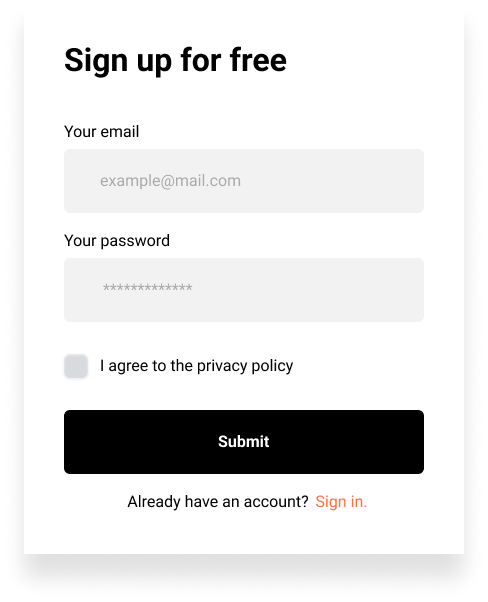 Sign up for free
Your email
example@mail.com
Your password
*************
I agree to the privacy policy
Submit
Already have an account? Sign in.